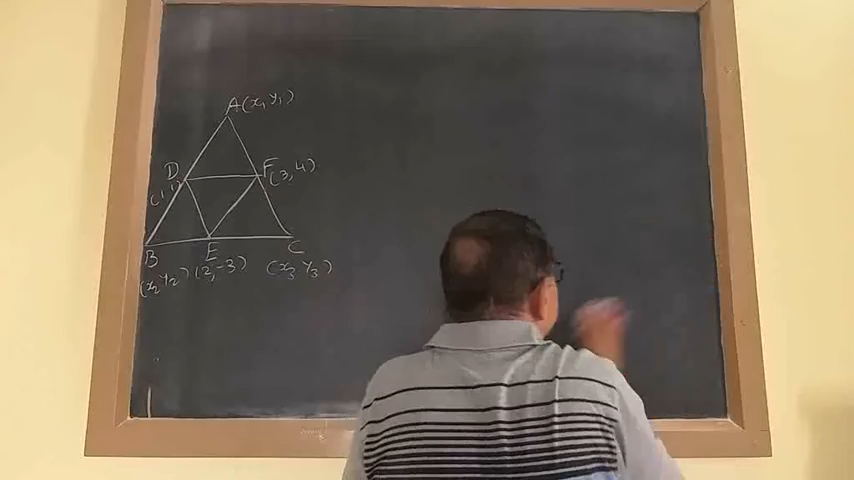 A(x₁ y₁)
D
F(3, 4)
(1, 1)
B
E
C
(x₂ y₂)
(2, -3)
(x₃ y₃)